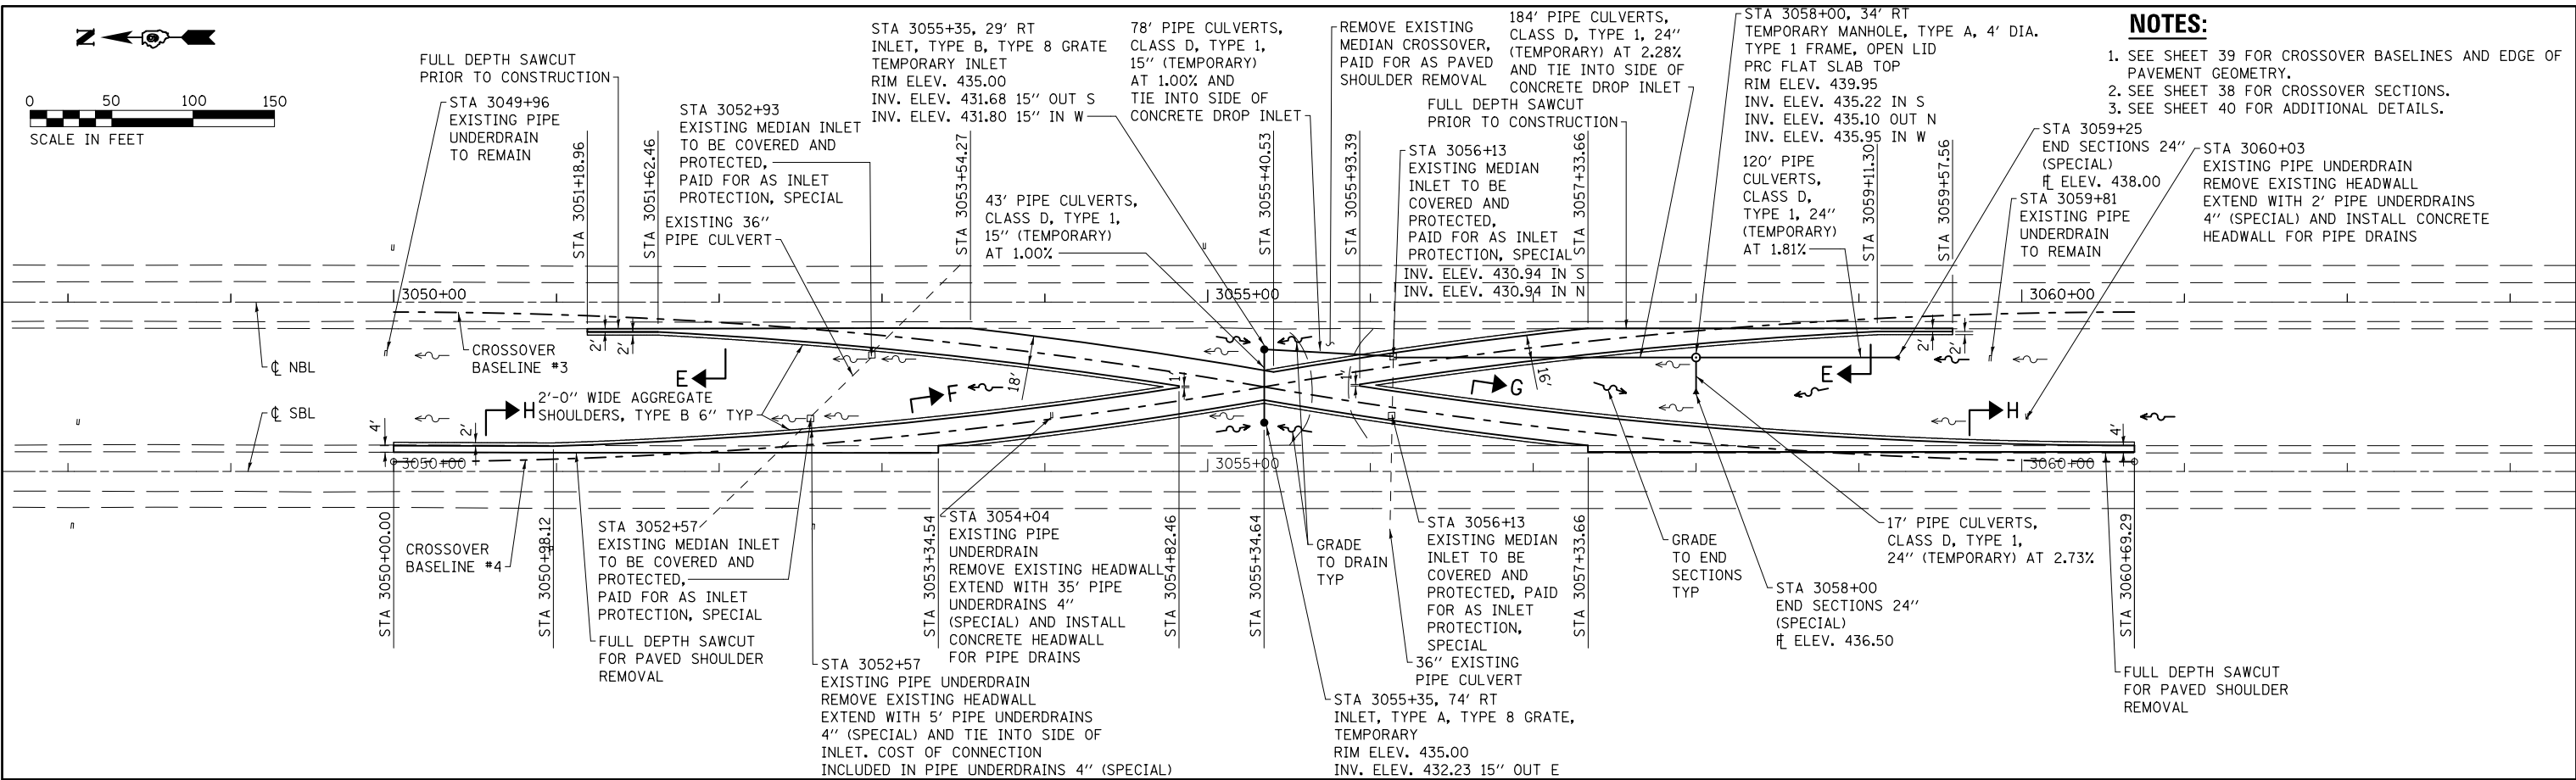 N
0 50 100 150
SCALE IN FEET
FULL DEPTH SAWCUT
PRIOR TO CONSTRUCTION
STA 3049+96
EXISTING PIPE
UNDERDRAIN
TO REMAIN
STA 3052+93
EXISTING MEDIAN INLET
TO BE COVERED AND
PROTECTED,
PAID FOR AS INLET
PROTECTION, SPECIAL
EXISTING 36"
PIPE CULVERT
STA 3055+35, 29' RT
INLET, TYPE B, TYPE 8 GRATE
TEMPORARY INLET
RIM ELEV. 435.00
INV. ELEV. 431.68 15" OUT S
INV. ELEV. 431.80 15" IN W
43' PIPE CULVERTS,
CLASS D, TYPE 1,
15" (TEMPORARY)
AT 1.00%
78' PIPE CULVERTS,
CLASS D, TYPE 1,
15" (TEMPORARY)
AT 1.00% AND
TIE INTO SIDE OF
CONCRETE DROP INLET
REMOVE EXISTING
MEDIAN CROSSOVER,
PAID FOR AS PAVED
SHOULDER REMOVAL
184' PIPE CULVERTS,
CLASS D, TYPE 1, 24"
(TEMPORARY) AT 2.28%
AND TIE INTO SIDE OF
CONCRETE DROP INLET
FULL DEPTH SAWCUT
PRIOR TO CONSTRUCTION
STA 3056+13
EXISTING MEDIAN
INLET TO BE
COVERED AND
PROTECTED,
PAID FOR AS INLET
PROTECTION, SPECIAL
INV. ELEV. 430.94 IN S
INV. ELEV. 430.94 IN N
STA 3058+00, 34' RT
TEMPORARY MANHOLE, TYPE A, 4' DIA.
TYPE 1 FRAME, OPEN LID
PRC FLAT SLAB TOP
RIM ELEV. 439.95
INV. ELEV. 435.22 IN S
INV. ELEV. 435.10 OUT N
INV. ELEV. 435.95 IN W
120' PIPE
CULVERTS,
CLASS D,
TYPE 1, 24"
(TEMPORARY)
AT 1.81%
NOTES:
1. SEE SHEET 39 FOR CROSSOVER BASELINES AND EDGE OF
PAVEMENT GEOMETRY.
2. SEE SHEET 38 FOR CROSSOVER SECTIONS.
3. SEE SHEET 40 FOR ADDITIONAL DETAILS.
STA 3059+25
END SECTIONS 24"
(SPECIAL)
FL ELEV. 438.00
STA 3059+81
EXISTING PIPE
UNDERDRAIN
TO REMAIN
STA 3060+03
EXISTING PIPE UNDERDRAIN
REMOVE EXISTING HEADWALL
EXTEND WITH 2' PIPE UNDERDRAINS
4" (SPECIAL) AND INSTALL CONCRETE
HEADWALL FOR PIPE DRAINS
STA 3051+18.96
STA 3051+62.46
STA 3053+54.27
STA 3055+40.53
STA 3055+93.39
STA 3057+33.66
STA 3059+11.30
STA 3059+57.56
3050+00
3055+00
3060+00
CL NBL
CL SBL
CROSSOVER
BASELINE #3
2'
2'
18'
1'
1'
16'
2'
2'
E
F
G
E
H
H
2'-0" WIDE AGGREGATE
SHOULDERS, TYPE B 6" TYP
4'
2'
4'
3050+00
3055+00
3060+00
STA 3050+00.00
STA 3050+98.12
STA 3053+34.54
STA 3054+82.46
STA 3055+34.64
STA 3057+33.66
STA 3060+69.29
CROSSOVER
BASELINE #4
STA 3052+57
EXISTING MEDIAN INLET
TO BE COVERED AND
PROTECTED,
PAID FOR AS INLET
PROTECTION, SPECIAL
FULL DEPTH SAWCUT
FOR PAVED SHOULDER
REMOVAL
STA 3052+57
EXISTING PIPE UNDERDRAIN
REMOVE EXISTING HEADWALL
EXTEND WITH 5' PIPE UNDERDRAINS
4" (SPECIAL) AND TIE INTO SIDE OF
INLET. COST OF CONNECTION
INCLUDED IN PIPE UNDERDRAINS 4" (SPECIAL)
STA 3054+04
EXISTING PIPE
UNDERDRAIN
REMOVE EXISTING HEADWALL
EXTEND WITH 35' PIPE
UNDERDRAINS 4"
(SPECIAL) AND INSTALL
CONCRETE HEADWALL
FOR PIPE DRAINS
GRADE
TO DRAIN
TYP
STA 3055+35, 74' RT
INLET, TYPE A, TYPE 8 GRATE,
TEMPORARY
RIM ELEV. 435.00
INV. ELEV. 432.23 15" OUT E
STA 3056+13
EXISTING MEDIAN
INLET TO BE
COVERED AND
PROTECTED, PAID
FOR AS INLET
PROTECTION,
SPECIAL
36" EXISTING
PIPE CULVERT
GRADE
TO END
SECTIONS
TYP
STA 3058+00
END SECTIONS 24"
(SPECIAL)
FL ELEV. 436.50
17' PIPE CULVERTS,
CLASS D, TYPE 1,
24" (TEMPORARY) AT 2.73%
FULL DEPTH SAWCUT
FOR PAVED SHOULDER
REMOVAL